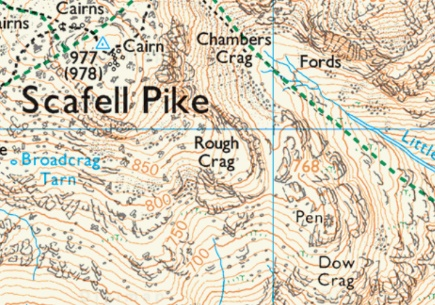 Cairns
airns
Cairn
977
(978)
Chambers
Crag
Fords
Scafell Pike
Little
Rough
Crag
Broadcrag
Tarn
850
768
800
Pen
750
Dow
Crag